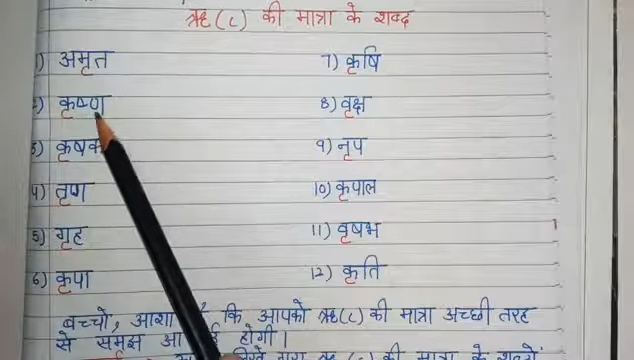 ऋ(ृ) की मात्रा के शब्द
1) अमृत
2) कृष्ण
3) कृषक
4) तृण
5) गृह
6) कृपा
7) कृषि
8) वृक्ष
9) नृप
10) कृपाल
11) वृषभ
12) कृति
बच्चो, आशा है कि आपको ऋ(ृ) की मात्रा अच्छी तरह
से समझ आ होगी।
ऋ (ृ) की मात्रा के शब्दों